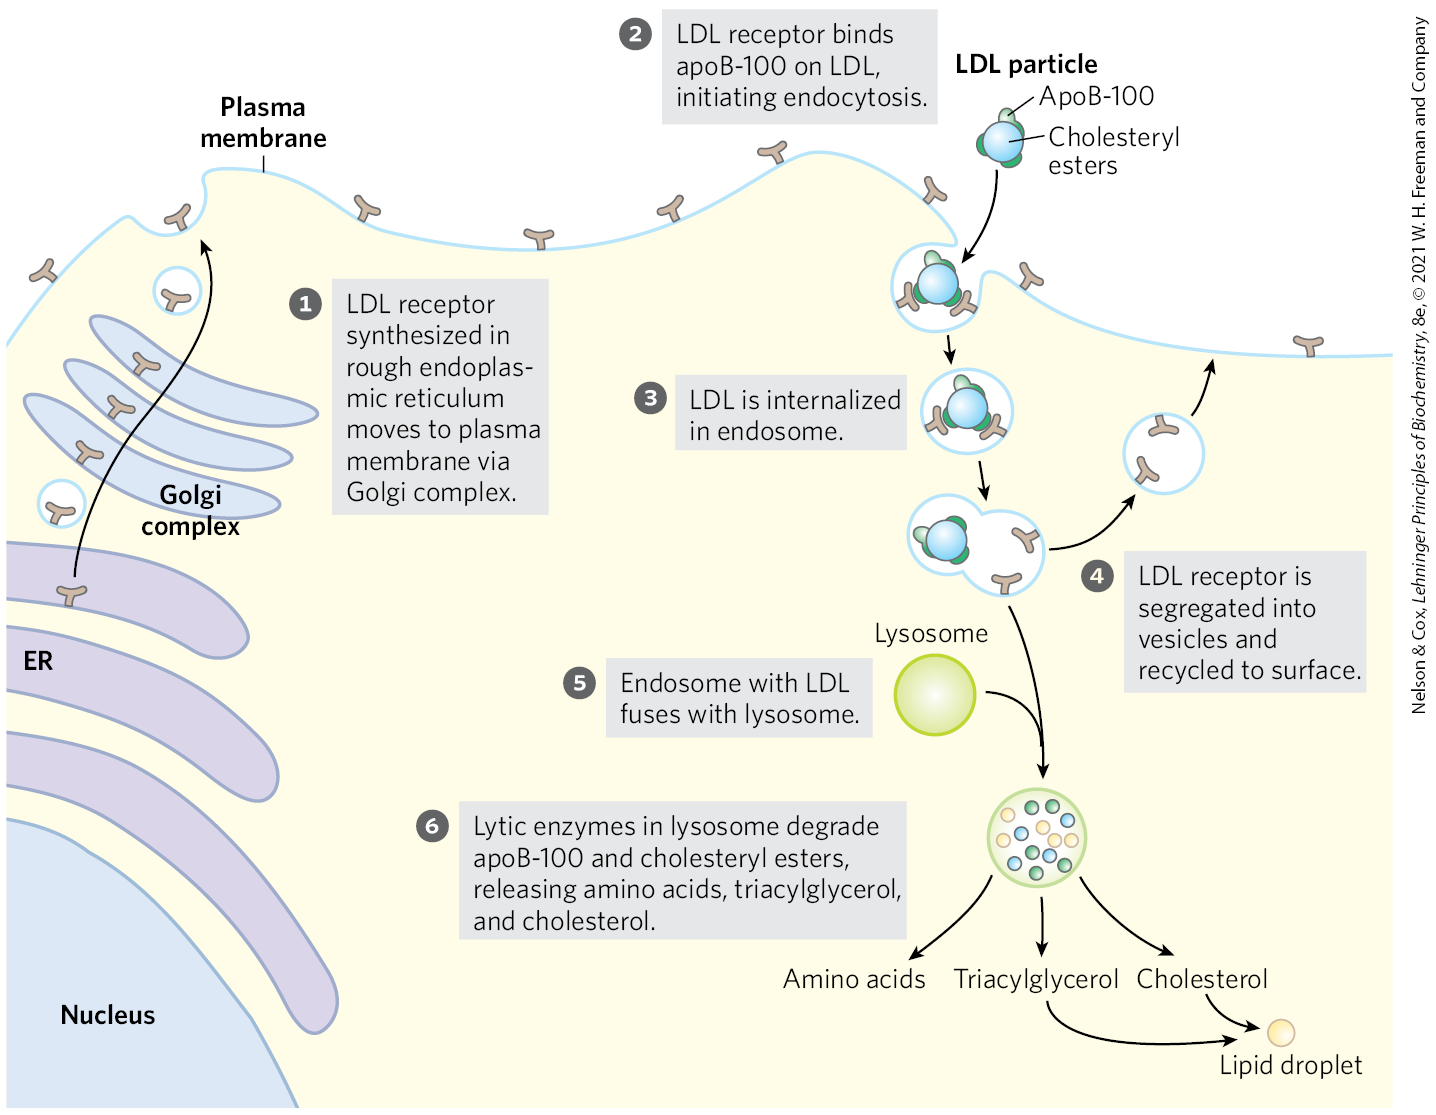 2
LDL receptor binds
apoB-100 on LDL,
initiating endocytosis.
LDL particle
ApoB-100
Cholesteryl
esters
Plasma
membrane
1
LDL receptor
synthesized in
rough endoplas-
mic reticulum
moves to plasma
membrane via
Golgi complex.
Golgi
complex
ER
Nucleus
3
LDL is internalized
in endosome.
4
LDL receptor is
segregated into
vesicles and
recycled to surface.
Lysosome
5
Endosome with LDL
fuses with lysosome.
6
Lytic enzymes in lysosome degrade
apoB-100 and cholesteryl esters,
releasing amino acids, triacylglycerol,
and cholesterol.
Amino acids
Triacylglycerol
Cholesterol
Lipid droplet
Nelson & Cox, Lehninger Principles of Biochemistry, 8e, © 2021 W. H. Freeman and Company